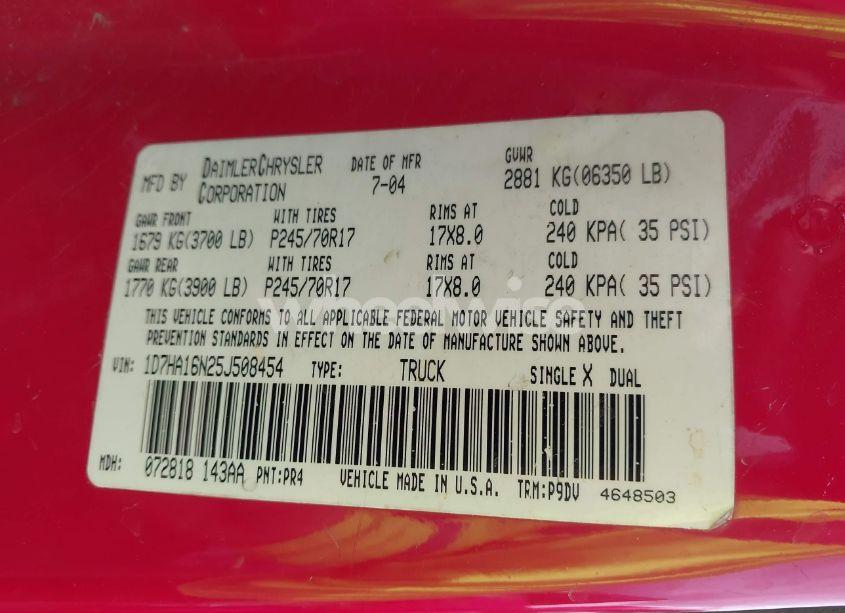 MFD BY DAIMLERCHRYSLER CORPORATION DATE OF MFR 7-04 GVWR 2881 KG(06350 LB)
GAWR FRONT WITH TIRES RIMS AT COLD
1679 KG(3700 LB) P245/70R17 17X8.0 240 KPA( 35 PSI)
GAWR REAR WITH TIRES RIMS AT COLD
1770 KG(3900 LB) P245/70R17 17X8.0 240 KPA( 35 PSI)
THIS VEHICLE CONFORMS TO ALL APPLICABLE FEDERAL MOTOR VEHICLE SAFETY AND THEFT
PREVENTION STANDARDS IN EFFECT ON THE DATE OF MANUFACTURE SHOWN ABOVE.
VIN: 1D7HA16N25J508454 TYPE: TRUCK SINGLE X DUAL
MDH: 072818 143AA PNT:PR4 VEHICLE MADE IN U.S.A. TRM:P9DV 4648503